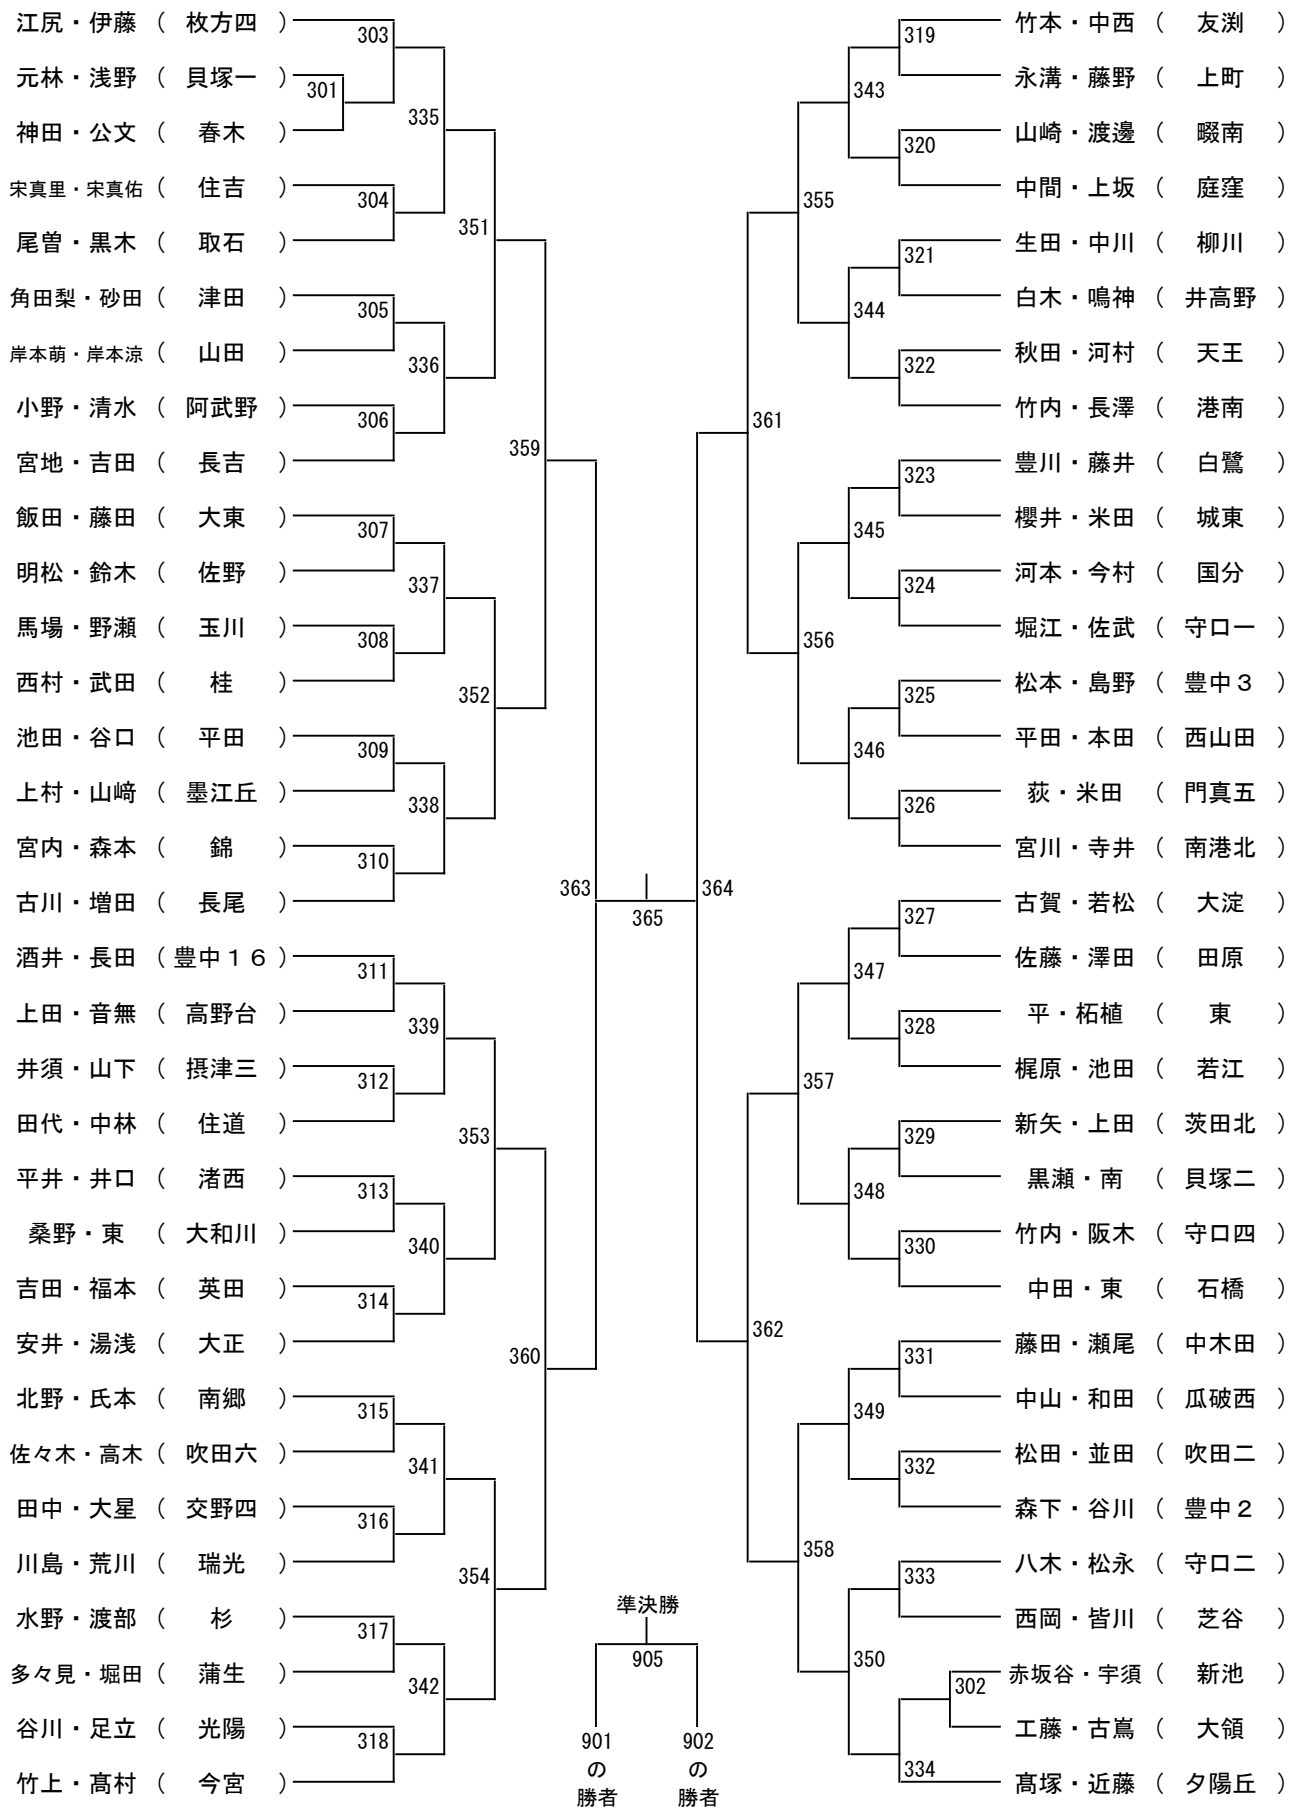 江尻・伊藤 （ 枚方四 ）
元林・浅野 （ 貝塚一 ）
神田・公文 （ 春木 ）
宋真里・宋真佑 （ 住吉 ）
尾曽・黒木 （ 取石 ）
角田梨・砂田 （ 津田 ）
岸本萌・岸本涼 （ 山田 ）
小野・清水 （ 阿武野 ）
宮地・吉田 （ 長吉 ）
飯田・藤田 （ 大東 ）
明松・鈴木 （ 佐野 ）
馬場・野瀬 （ 玉川 ）
西村・武田 （ 桂 ）
池田・谷口 （ 平田 ）
上村・山﨑 （ 墨江丘 ）
宮内・森本 （ 錦 ）
古川・増田 （ 長尾 ）
酒井・長田 （ 豊中１６ ）
上田・音無 （ 高野台 ）
井須・山下 （ 摂津三 ）
田代・中林 （ 住道 ）
平井・井口 （ 渚西 ）
桑野・東 （ 大和川 ）
吉田・福本 （ 英田 ）
安井・湯浅 （ 大正 ）
北野・氏本 （ 南郷 ）
佐々木・高木 （ 吹田六 ）
田中・大星 （ 交野四 ）
川島・荒川 （ 瑞光 ）
水野・渡部 （ 杉 ）
多々見・堀田 （ 蒲生 ）
谷川・足立 （ 光陽 ）
竹上・髙村 （ 今宮 ）
301
303
304
305
306
307
308
309
310
311
312
313
314
315
316
317
318
335
336
337
338
339
340
341
342
351
352
353
354
359
360
363
365
364
361
362
355
356
357
358
343
344
345
346
347
348
349
350
319
320
321
322
323
324
325
326
327
328
329
330
331
332
333
302
334
竹本・中西 （ 友渕 ）
永溝・藤野 （ 上町 ）
山崎・渡邊 （ 畷南 ）
中間・上坂 （ 庭窪 ）
生田・中川 （ 柳川 ）
白木・鳴神 （ 井高野 ）
秋田・河村 （ 天王 ）
竹内・長澤 （ 港南 ）
豊川・藤井 （ 白鷺 ）
櫻井・米田 （ 城東 ）
河本・今村 （ 国分 ）
堀江・佐武 （ 守口一 ）
松本・島野 （ 豊中３ ）
平田・本田 （ 西山田 ）
荻・米田 （ 門真五 ）
宮川・寺井 （ 南港北 ）
古賀・若松 （ 大淀 ）
佐藤・澤田 （ 田原 ）
平・柘植 （ 東 ）
梶原・池田 （ 若江 ）
新矢・上田 （ 茨田北 ）
黒瀬・南 （ 貝塚二 ）
竹内・阪木 （ 守口四 ）
中田・東 （ 石橋 ）
藤田・瀬尾 （ 中木田 ）
中山・和田 （ 瓜破西 ）
松田・並田 （ 吹田二 ）
森下・谷川 （ 豊中２ ）
八木・松永 （ 守口二 ）
西岡・皆川 （ 芝谷 ）
赤坂谷・宇須 （ 新池 ）
工藤・古嶌 （ 大領 ）
髙塚・近藤 （ 夕陽丘 ）
準決勝
905
901
の
勝者
902
の
勝者